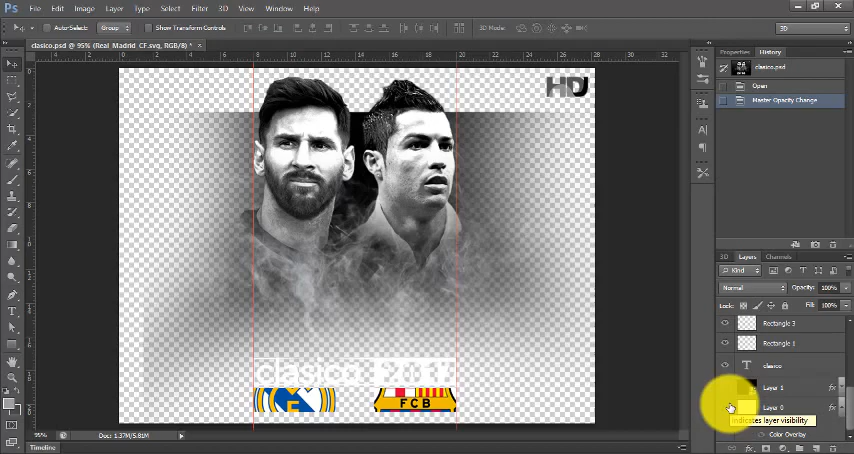 Ps File Edit Image Layer Type Select Filter 3D View Window Help
Auto-Select: Group Show Transform Controls 3D Mode: 3D
clasico.psd @ 95% (Real_Madrid_CF.svg, RGB/8) *
Properties History
clasico.psd
Open
Master Opacity Change
HD
clasico 2017
FCB
3D Layers Channels
Kind
Normal Opacity: 100%
Lock: Fill: 100%
Rectangle 3
Rectangle 1
T clasico
Layer 1 fx
Layer 0
Indicates layer visibility
Color Overlay
95% Doc: 1.37M/5.81M
Timeline